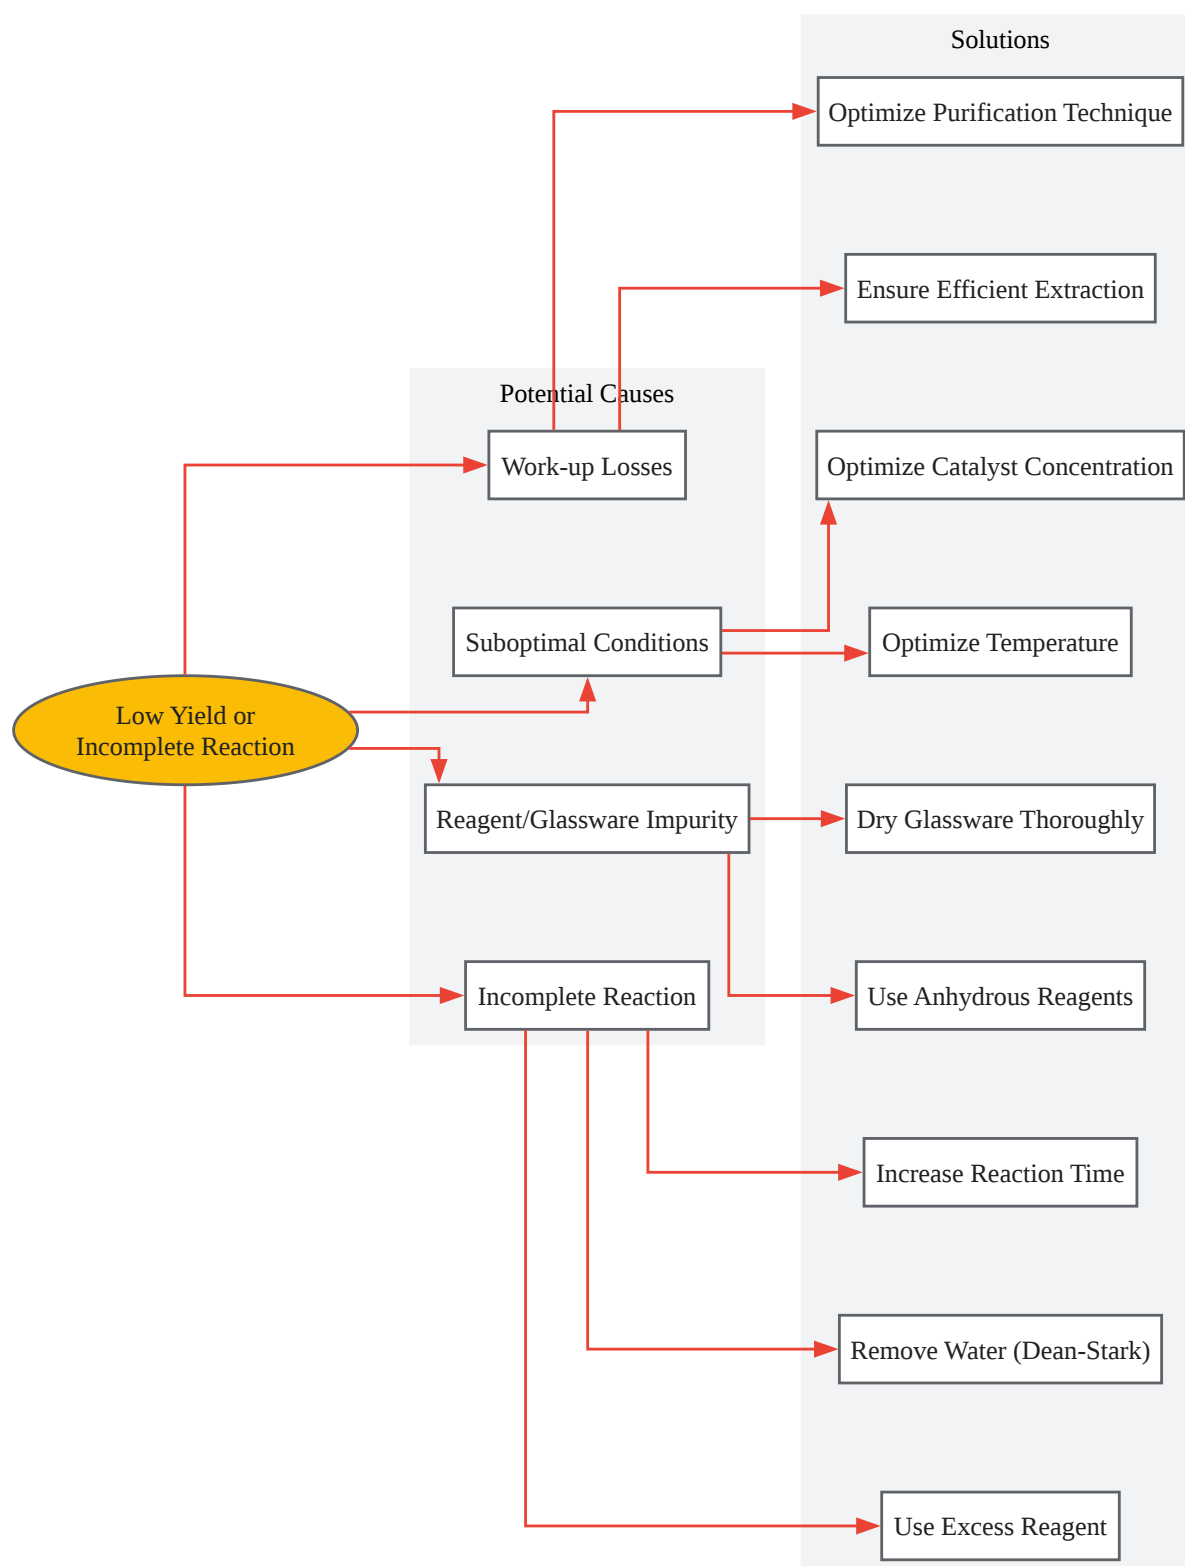 Solutions
Optimize Purification Technique
Ensure Efficient Extraction
Potential Causes
Work-up Losses
Optimize Catalyst Concentration
Suboptimal Conditions
Optimize Temperature
Low Yield or
Incomplete Reaction
Reagent/Glassware Impurity
Dry Glassware Thoroughly
Incomplete Reaction
Use Anhydrous Reagents
Increase Reaction Time
Remove Water (Dean-Stark)
Use Excess Reagent